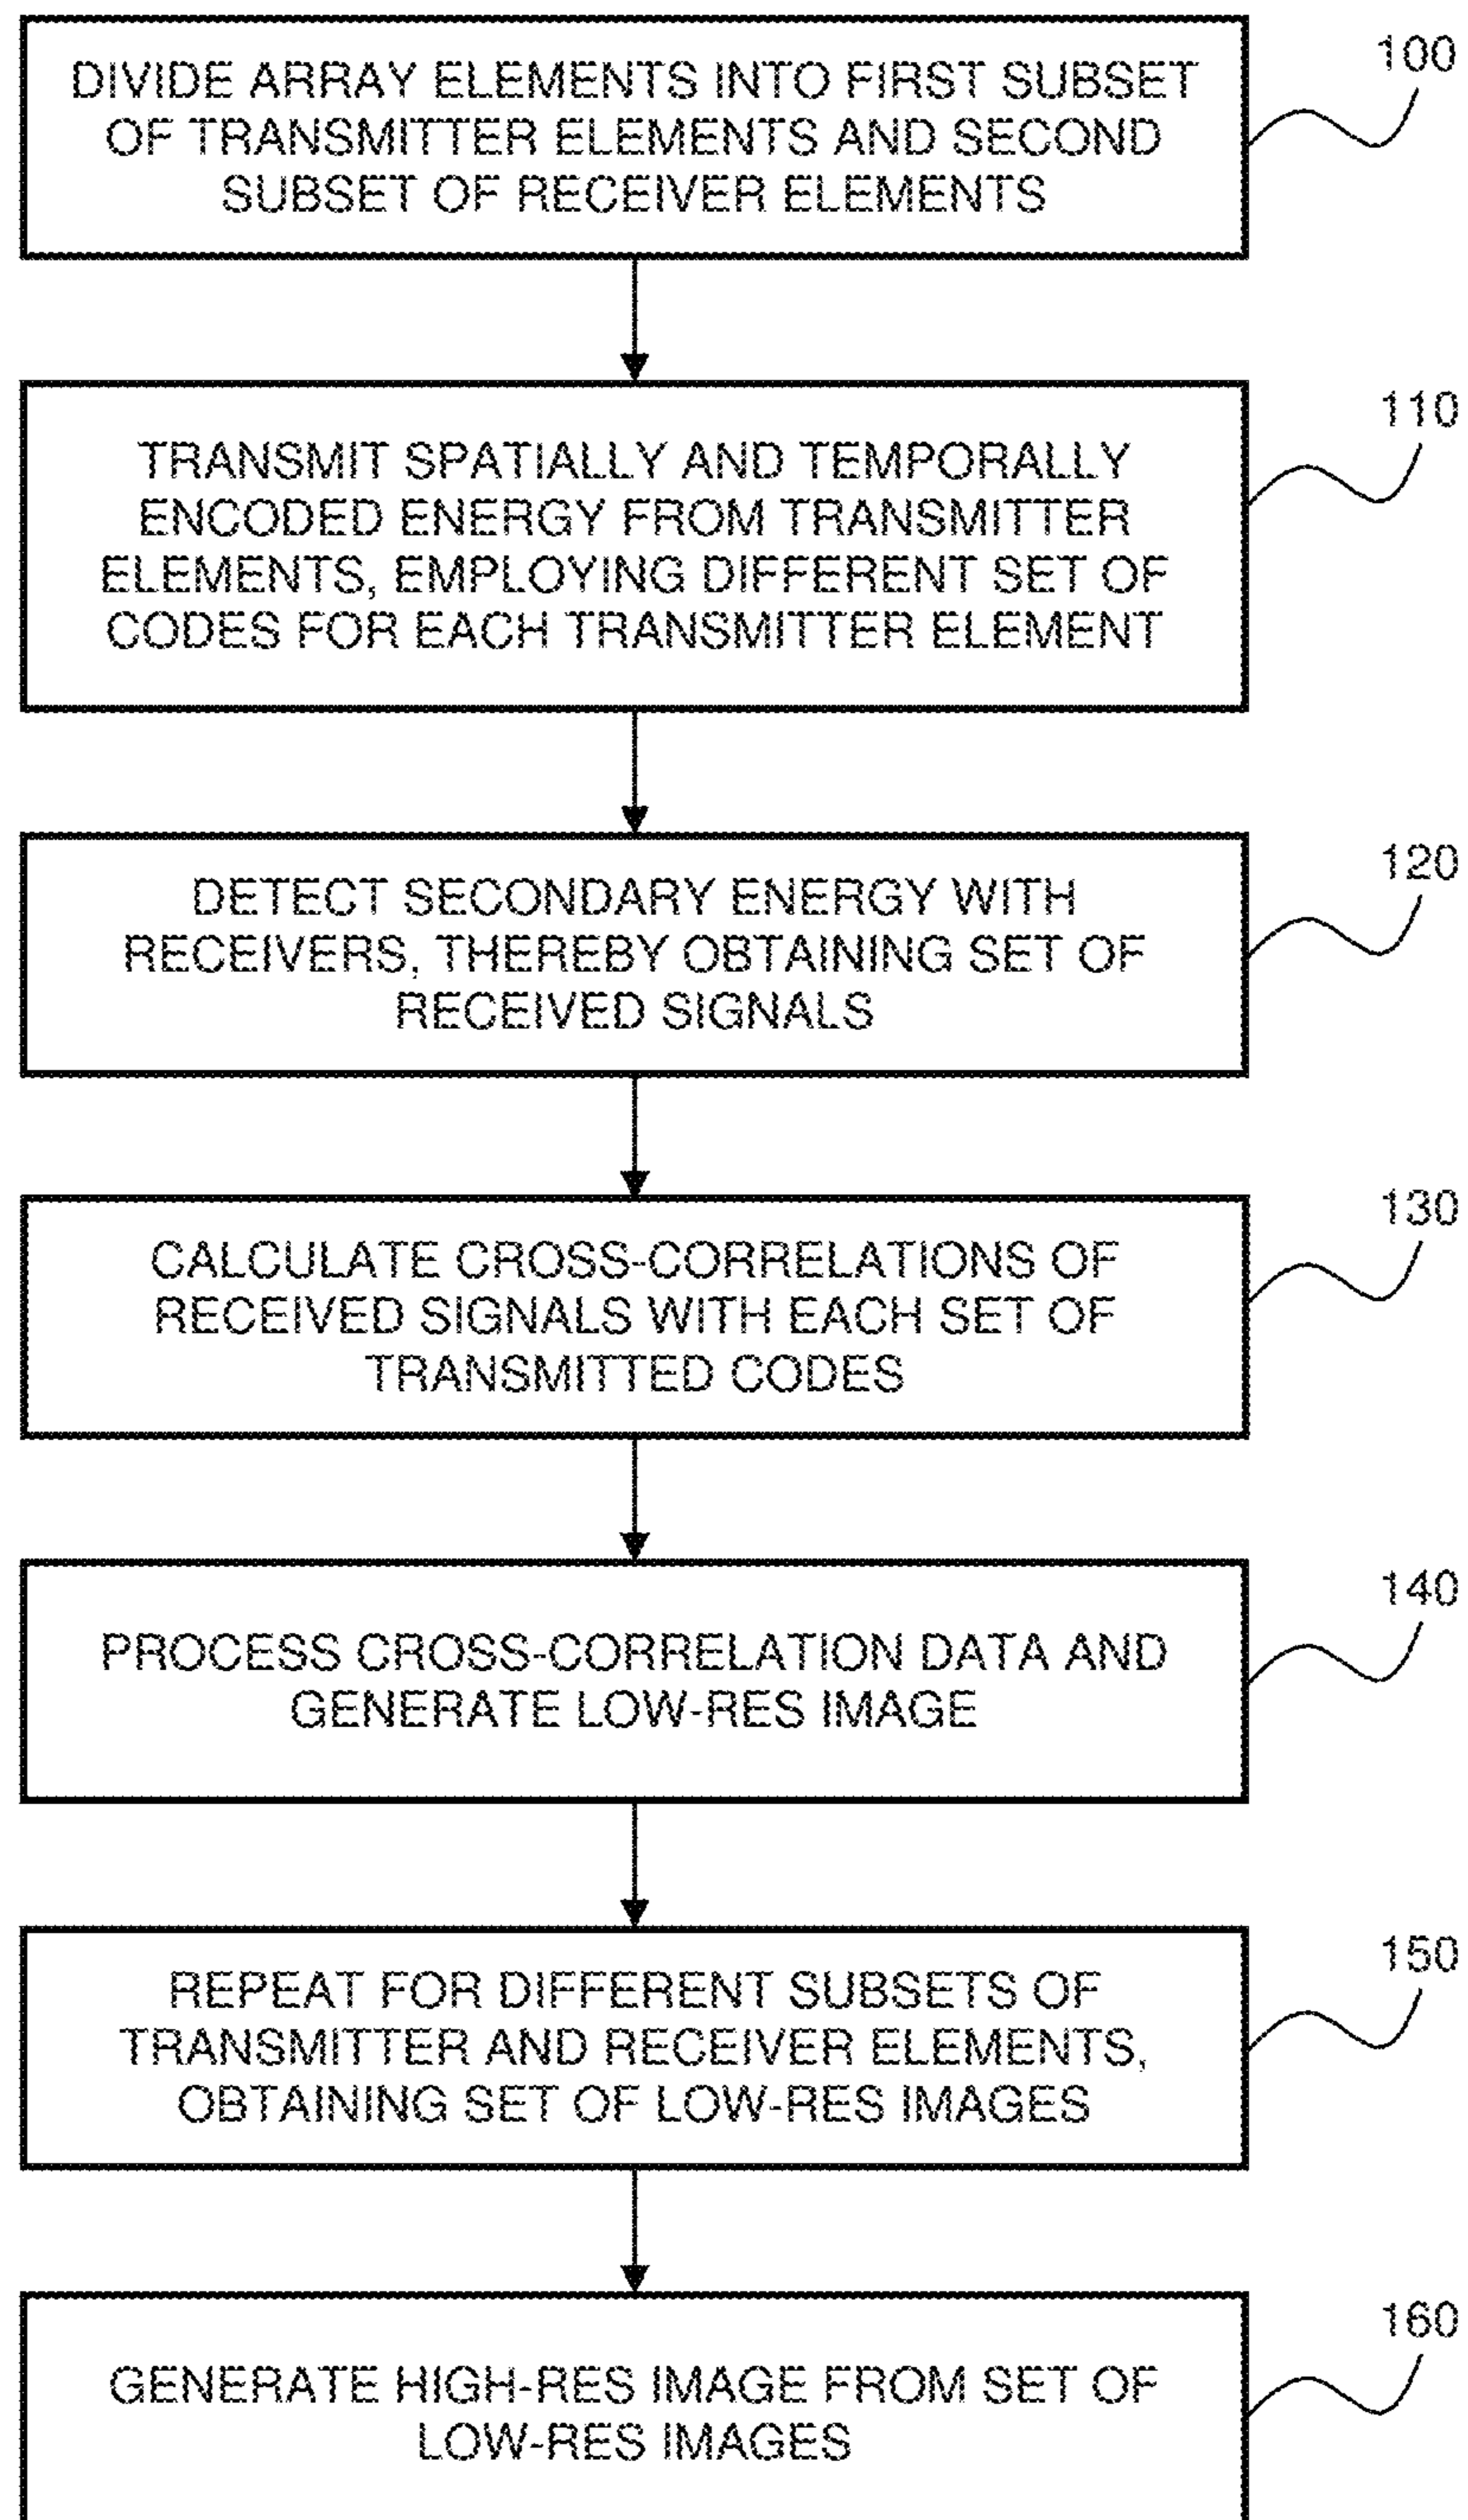 DIVIDE ARRAY ELEMENTS INTO FIRST SUBSET
OF TRANSMITTER ELEMENTS AND SECOND
SUBSET OF RECEIVER ELEMENTS
100
TRANSMIT SPATIALLY AND TEMPORALLY
ENCODED ENERGY FROM TRANSMITTER
ELEMENTS, EMPLOYING DIFFERENT SET OF
CODES FOR EACH TRANSMITTER ELEMENT
110
DETECT SECONDARY ENERGY WITH
RECEIVERS, THEREBY OBTAINING SET OF
RECEIVED SIGNALS
120
CALCULATE CROSS-CORRELATIONS OF
RECEIVED SIGNALS WITH EACH SET OF
TRANSMITTED CODES
130
PROCESS CROSS-CORRELATION DATA AND
GENERATE LOW-RES IMAGE
140
REPEAT FOR DIFFERENT SUBSETS OF
TRANSMITTER AND RECEIVER ELEMENTS,
OBTAINING SET OF LOW-RES IMAGES
150
GENERATE HIGH-RES IMAGE FROM SET OF
LOW-RES IMAGES
160